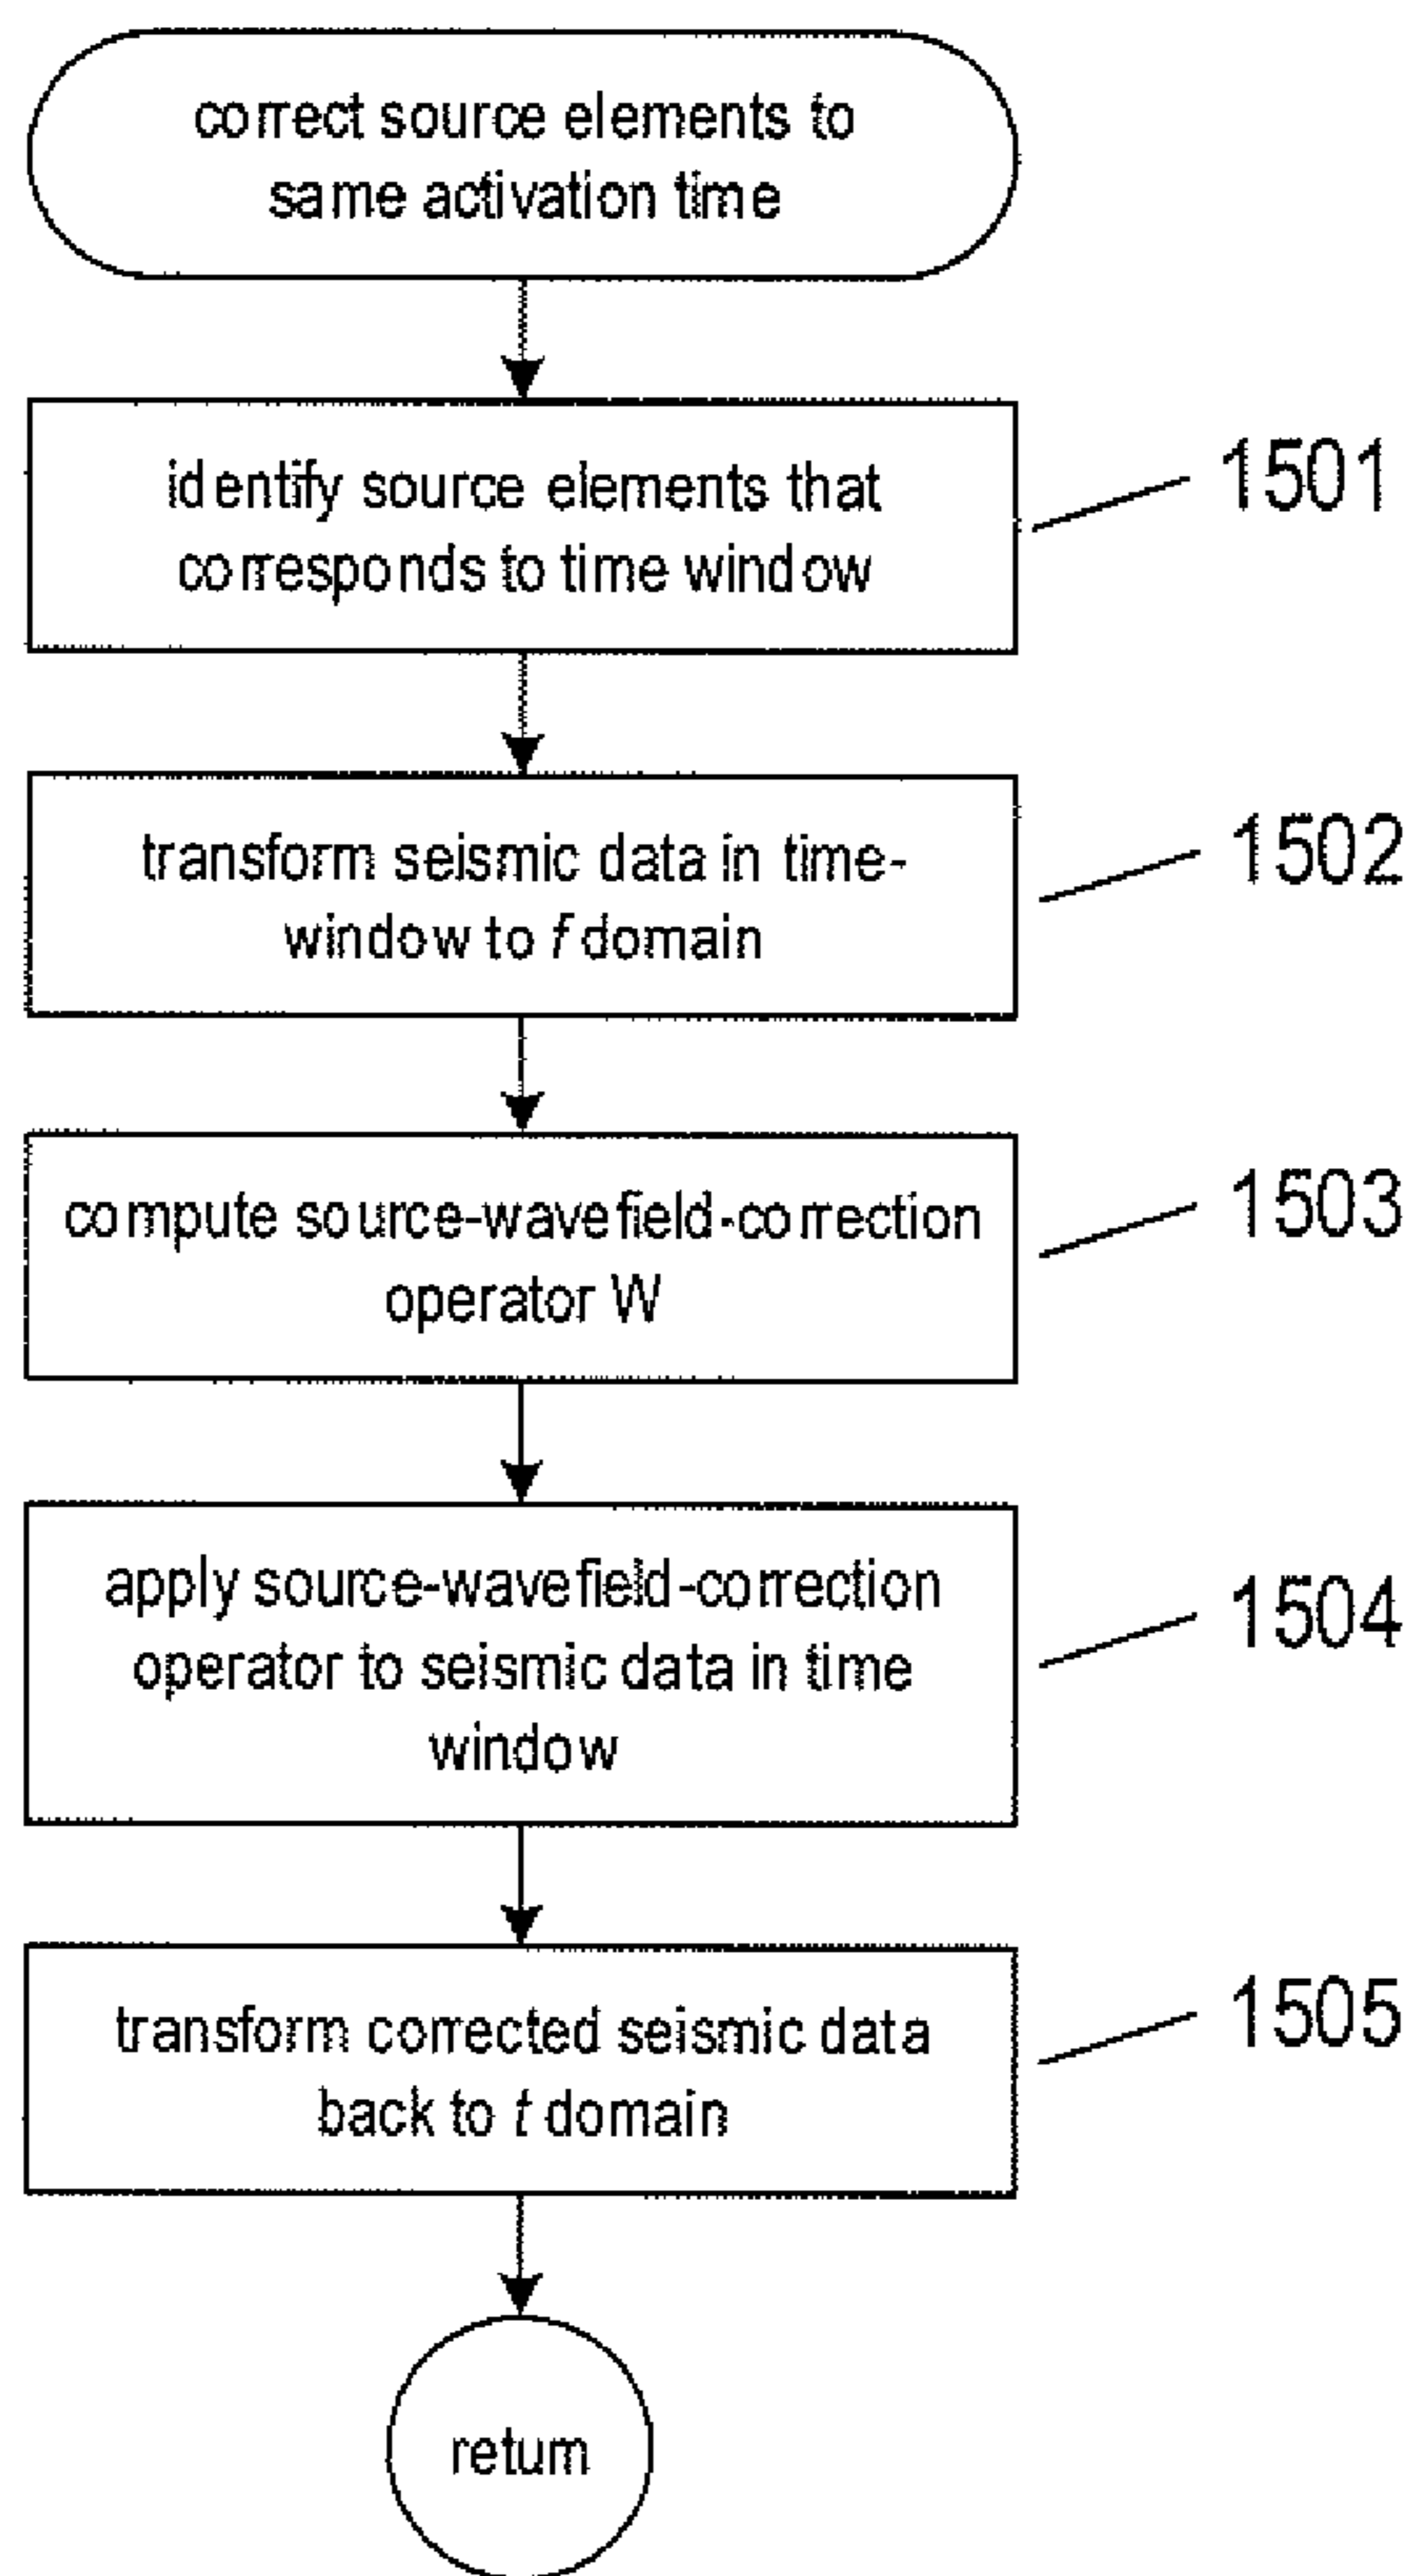 correct source elements to
same activation time
identify source elements that
corresponds to time window
1501
transform seismic data in time-
window to f domain
1502
compute source-wavefield-correction
operator W
1503
apply source-wavefield-correction
operator to seismic data in time
window
1504
transform corrected seismic data
back to t domain
1505
return